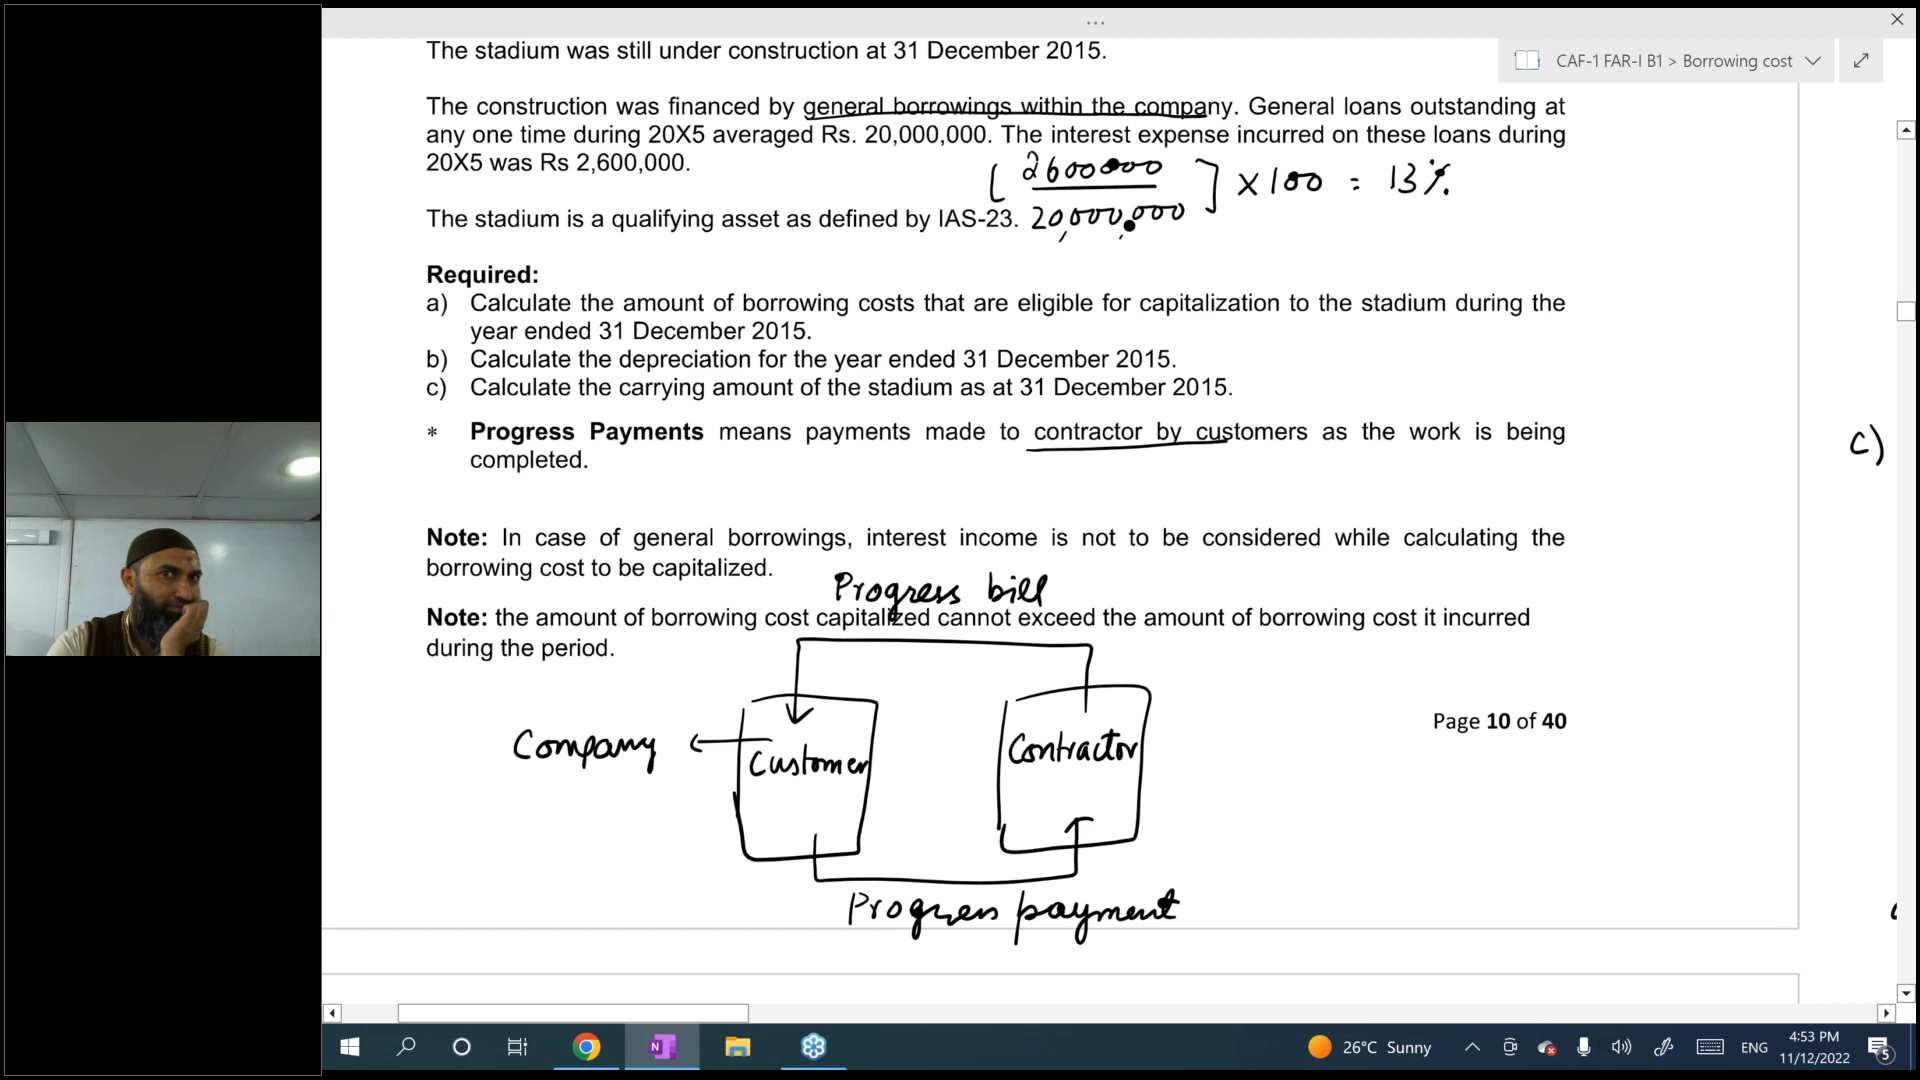 The stadium was still under construction at 31 December 2015.
CAF-1 FAR-I B1 > Borrowing cost
The construction was financed by general borrowings within the company. General loans outstanding at
any one time during 20X5 averaged Rs. 20,000,000. The interest expense incurred on these loans during
20X5 was Rs 2,600,000.
[ 2600000
20,000,000 ] x 100 = 13%
The stadium is a qualifying asset as defined by IAS-23.
Required:
a) Calculate the amount of borrowing costs that are eligible for capitalization to the stadium during the
year ended 31 December 2015.
b) Calculate the depreciation for the year ended 31 December 2015.
c) Calculate the carrying amount of the stadium as at 31 December 2015.
* Progress Payments means payments made to contractor by customers as the work is being
completed.
c)
Note: In case of general borrowings, interest income is not to be considered while calculating the
borrowing cost to be capitalized.
Progress bill
Note: the amount of borrowing cost capitalized cannot exceed the amount of borrowing cost it incurred
during the period.
Page 10 of 40
Company
Customer
Contractor
Progress payment
26°C Sunny
ENG
4:53 PM
11/12/2022
5